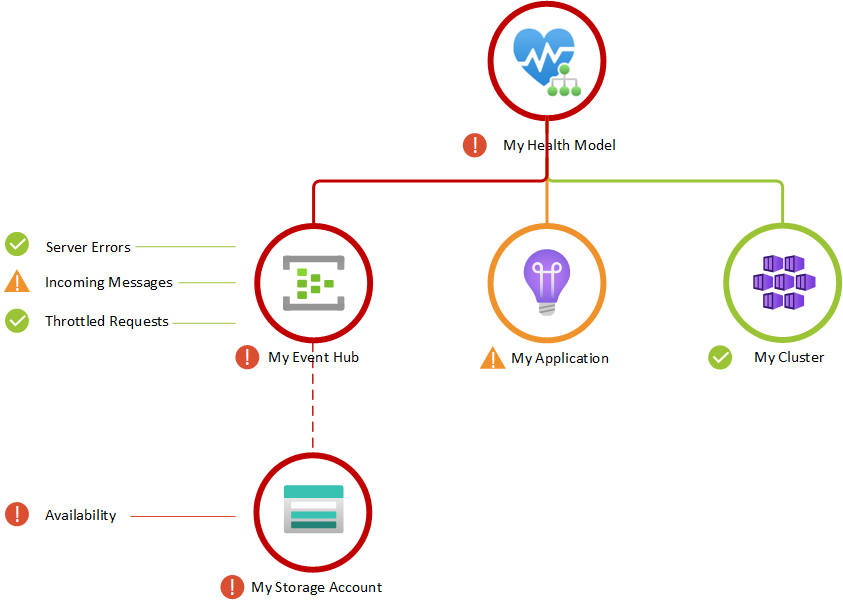 My Health Model
Server Errors
Incoming Messages
Throttled Requests
My Event Hub
My Application
My Cluster
Availability
My Storage Account